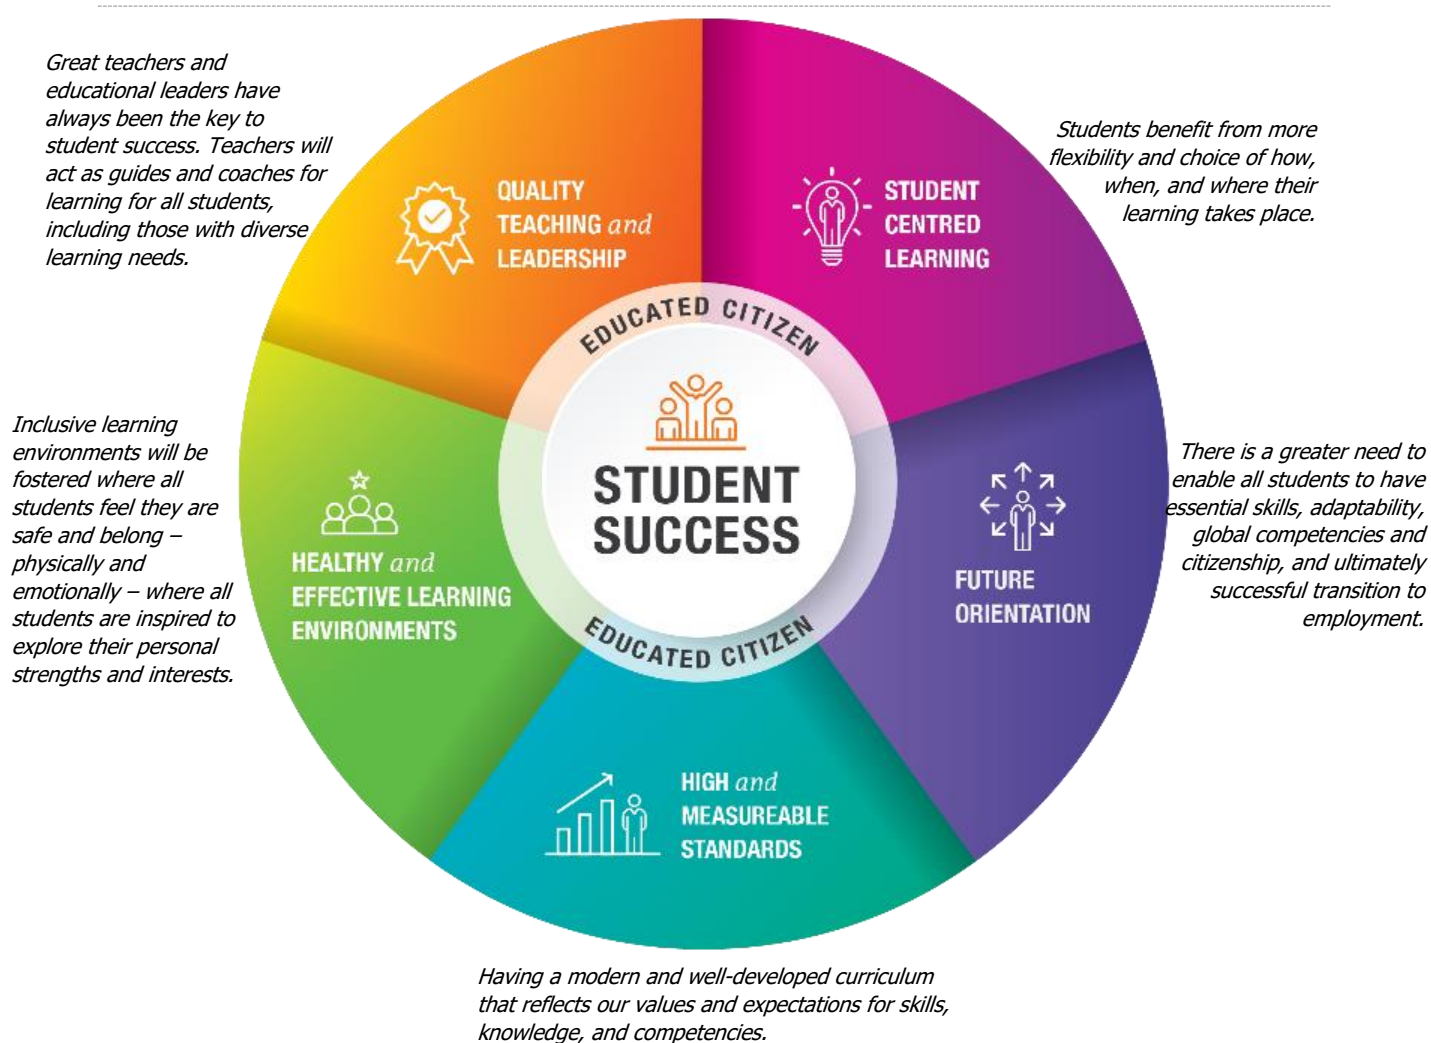 Great teachers and
educational leaders have
always been the key to
student success. Teachers will
act as guides and coaches for
learning for all students,
including those with diverse
learning needs.
QUALITY
TEACHING and
LEADERSHIP
STUDENT
CENTRED
LEARNING
Students benefit from more
flexibility and choice of how,
when, and where their
learning takes place.
EDUCATED CITIZEN
STUDENT
SUCCESS
EDUCATED CITIZEN
Inclusive learning
environments will be
fostered where all
students feel they are
safe and belong –
physically and
emotionally – where all
students are inspired to
explore their personal
strengths and interests.
HEALTHY and
EFFECTIVE LEARNING
ENVIRONMENTS
FUTURE
ORIENTATION
There is a greater need to
enable all students to have
essential skills, adaptability,
global competencies and
citizenship, and ultimately
successful transition to
employment.
HIGH and
MEASUREABLE
STANDARDS
Having a modern and well-developed curriculum
that reflects our values and expectations for skills,
knowledge, and competencies.